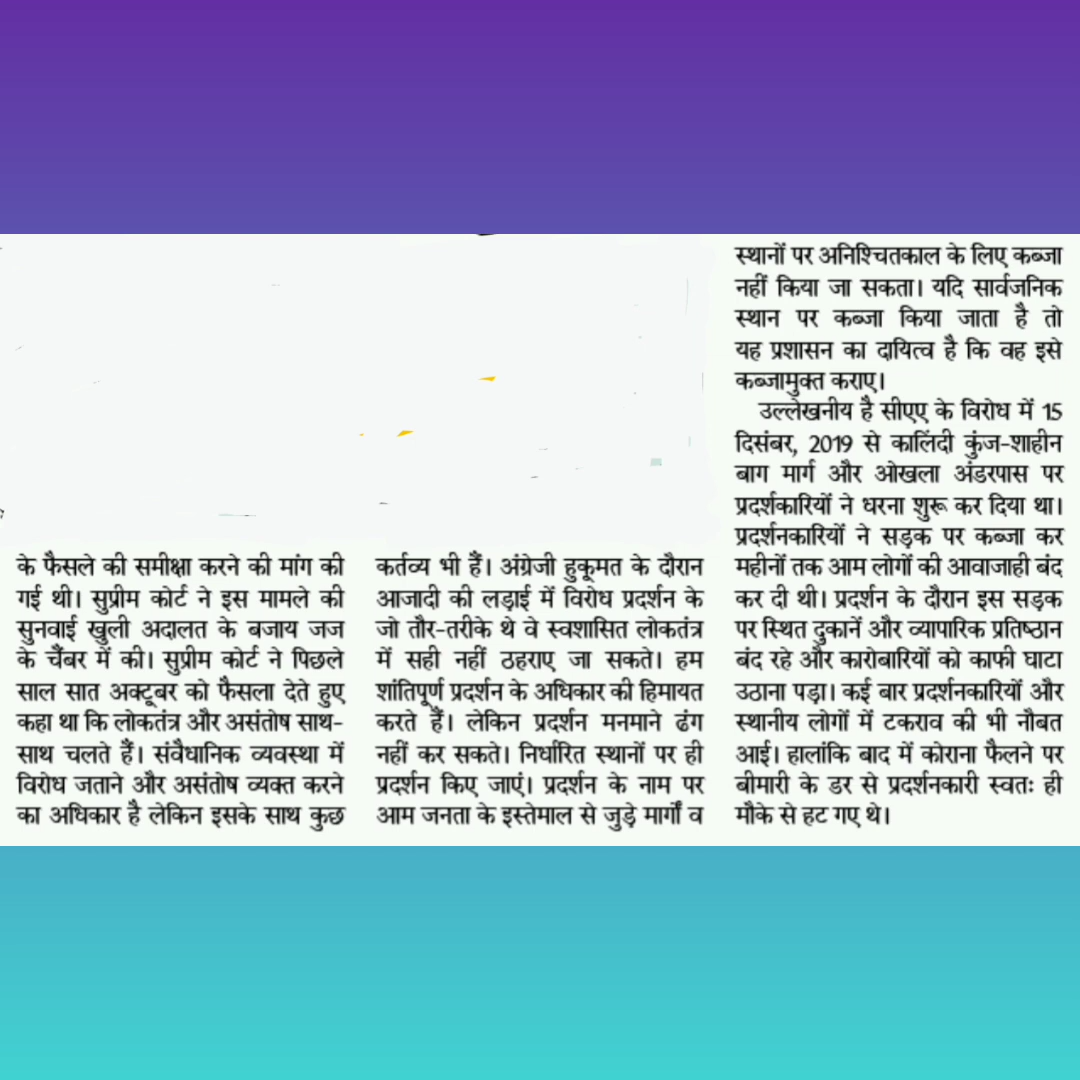 के फैसले की समीक्षा करने की मांग की
गई थी। सुप्रीम कोर्ट ने इस मामले की
सुनवाई खुली अदालत के बजाय जज
के चैंबर में की। सुप्रीम कोर्ट ने पिछले
साल सात अक्टूबर को फैसला देते हुए
कहा था कि लोकतंत्र और असंतोष साथ-
साथ चलते हैं। संवैधानिक व्यवस्था में
विरोध जताने और असंतोष व्यक्त करने
का अधिकार है लेकिन इसके साथ कुछ
कर्तव्य भी हैं। अंग्रेजी हुकूमत के दौरान
आजादी की लड़ाई में विरोध प्रदर्शन के
जो तौर-तरीके थे वे स्वशासित लोकतंत्र
में सही नहीं ठहराए जा सकते। हम
शांतिपूर्ण प्रदर्शन के अधिकार की हिमायत
करते हैं। लेकिन प्रदर्शन मनमाने ढंग
नहीं कर सकते। निर्धारित स्थानों पर ही
प्रदर्शन किए जाएं। प्रदर्शन के नाम पर
आम जनता के इस्तेमाल से जुड़े मार्गों व
स्थानों पर अनिश्चितकाल के लिए कब्जा
नहीं किया जा सकता। यदि सार्वजनिक
स्थान पर कब्जा किया जाता है तो
यह प्रशासन का दायित्व है कि वह इसे
कब्जामुक्त कराए।
उल्लेखनीय है सीएए के विरोध में 15
दिसंबर, 2019 से कालिंदी कुंज-शाहीन
बाग मार्ग और ओखला अंडरपास पर
प्रदर्शकारियों ने धरना शुरू कर दिया था।
प्रदर्शनकारियों ने सड़क पर कब्जा कर
महीनों तक आम लोगों की आवाजाही बंद
कर दी थी। प्रदर्शन के दौरान इस सड़क
पर स्थित दुकानें और व्यापारिक प्रतिष्ठान
बंद रहे और कारोबारियों को काफी घाटा
उठाना पड़ा। कई बार प्रदर्शनकारियों और
स्थानीय लोगों में टकराव की भी नौबत
आई। हालांकि बाद में कोराना फैलने पर
बीमारी के डर से प्रदर्शनकारी स्वतः ही
मौके से हट गए थे।